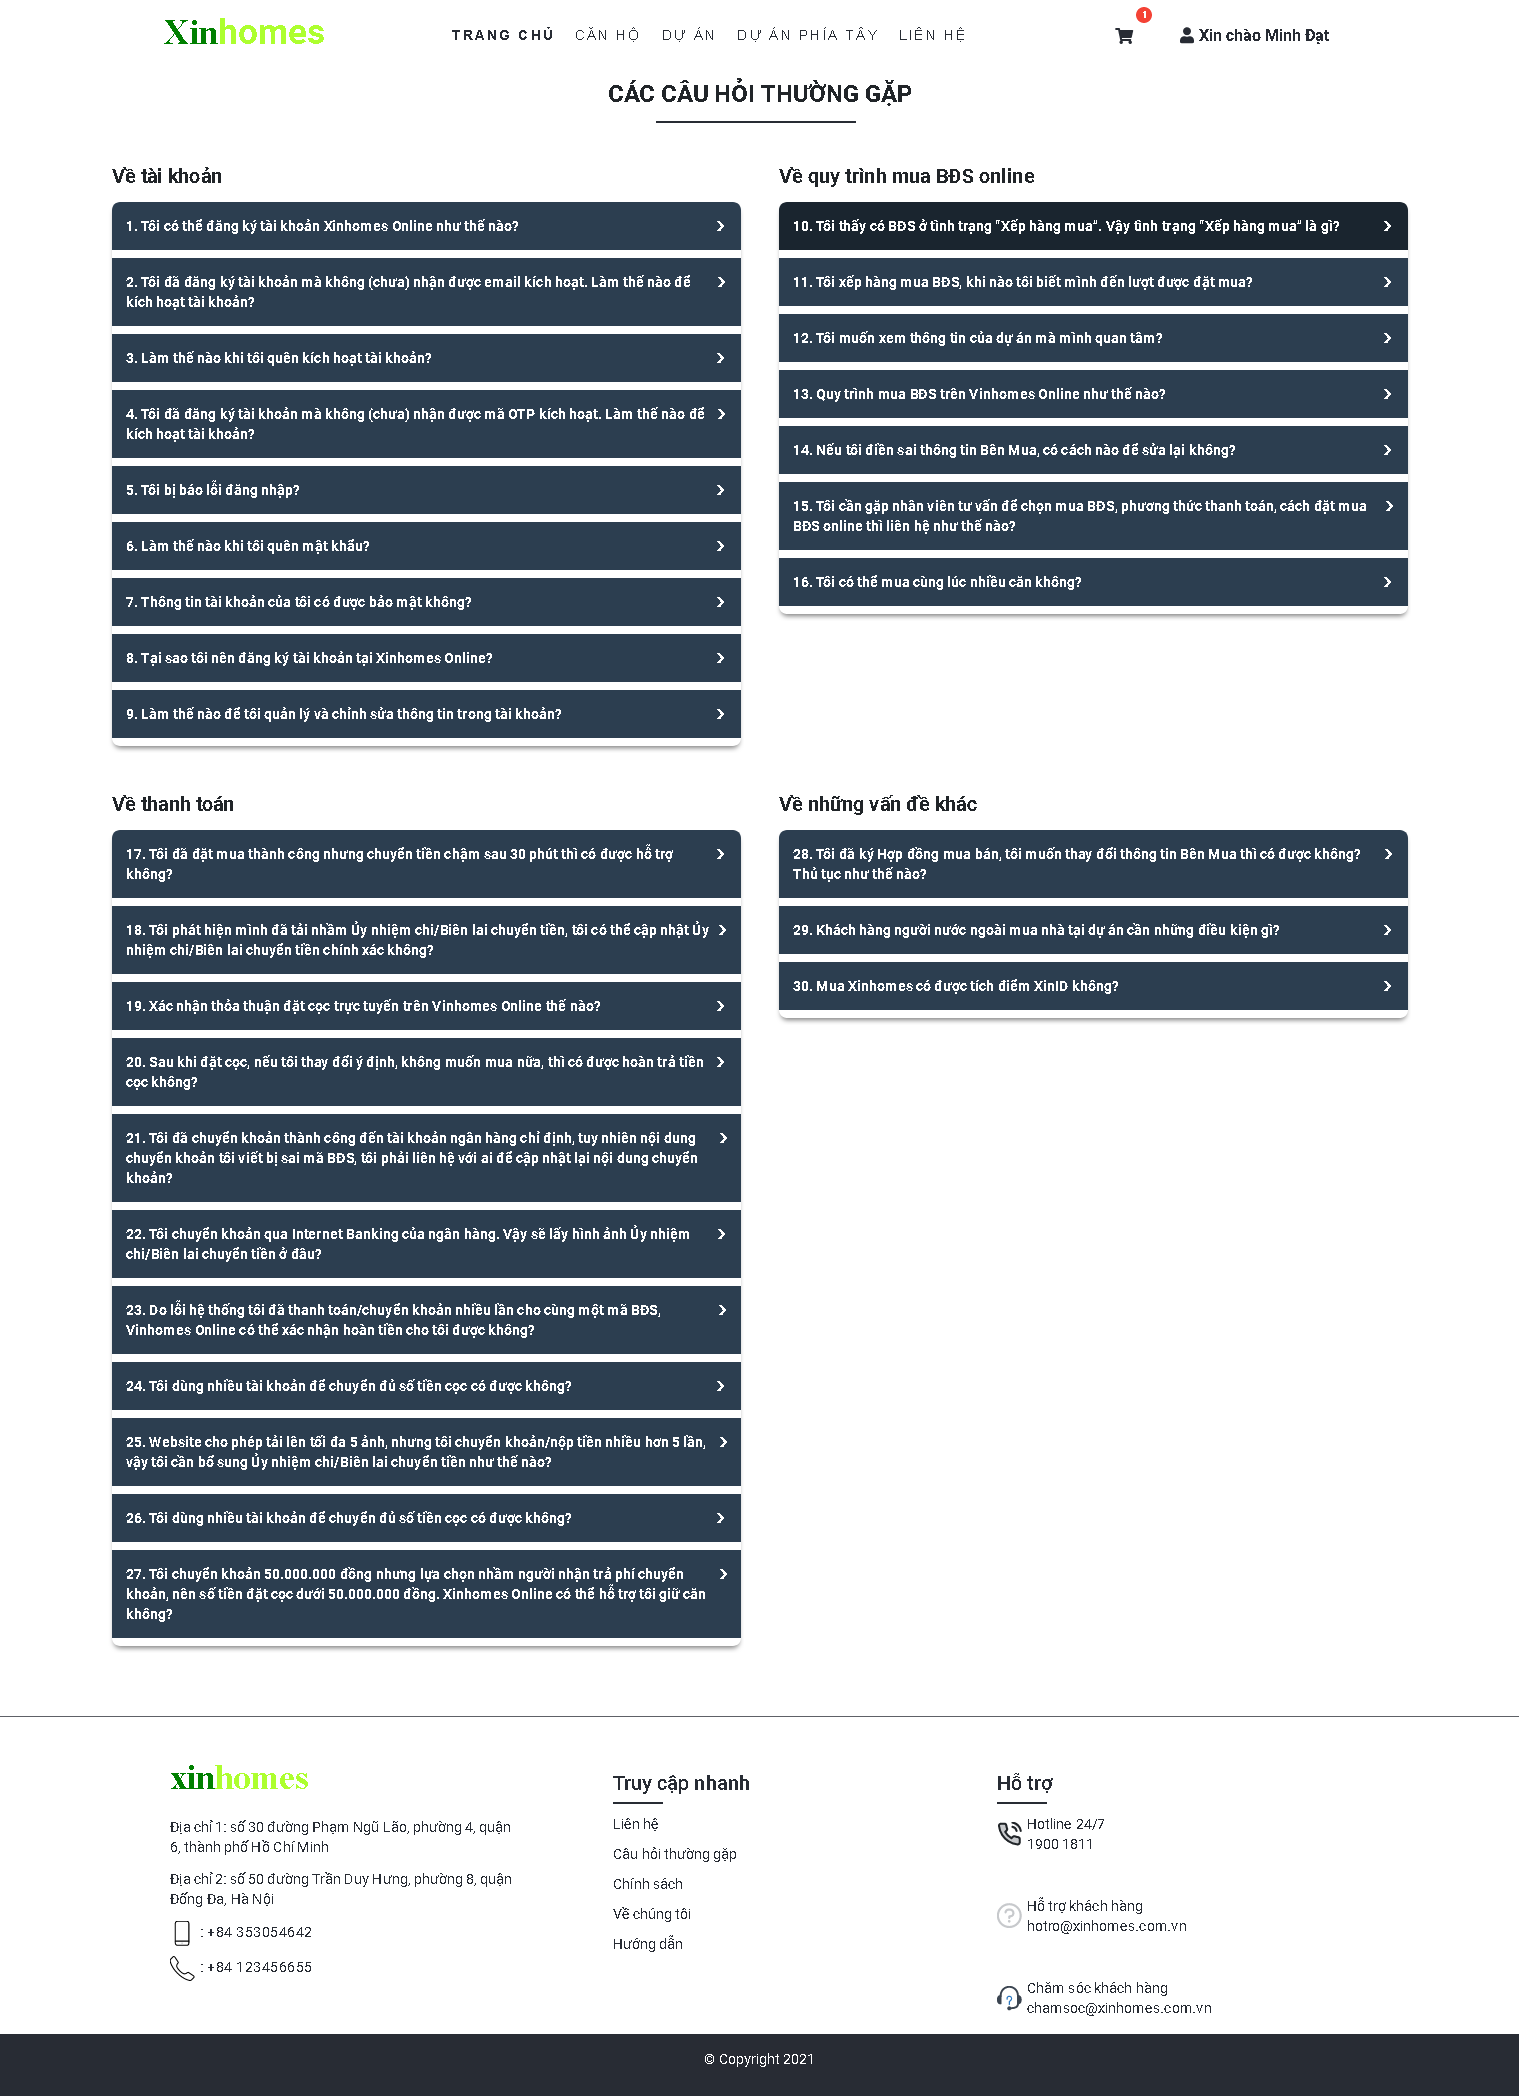 Xinhomes
TRANG CHỦ CĂN HỘ DỰ ÁN DỰ ÁN PHÍA TÂY LIÊN HỆ
1
Xin chào Minh Đạt
CÁC CÂU HỎI THƯỜNG GẶP
Về tài khoản
1. Tôi có thể đăng ký tài khoản Xinhomes Online như thế nào?
2. Tôi đã đăng ký tài khoản mà không (chưa) nhận được email kích hoạt. Làm thế nào để
kích hoạt tài khoản?
3. Làm thế nào khi tôi quên kích hoạt tài khoản?
4. Tôi đã đăng ký tài khoản mà không (chưa) nhận được mã OTP kích hoạt. Làm thế nào để
kích hoạt tài khoản?
5. Tôi bị báo lỗi đăng nhập?
6. Làm thế nào khi tôi quên mật khẩu?
7. Thông tin tài khoản của tôi có được bảo mật không?
8. Tại sao tôi nên đăng ký tài khoản tại Xinhomes Online?
9. Làm thế nào để tôi quản lý và chỉnh sửa thông tin trong tài khoản?
Về quy trình mua BĐS online
10. Tôi thấy có BĐS ở tình trạng "Xếp hàng mua". Vậy tình trạng "Xếp hàng mua" là gì?
11. Tôi xếp hàng mua BĐS, khi nào tôi biết mình đến lượt được đặt mua?
12. Tôi muốn xem thông tin của dự án mà mình quan tâm?
13. Quy trình mua BĐS trên Vinhomes Online như thế nào?
14. Nếu tôi điền sai thông tin Bên Mua, có cách nào để sửa lại không?
15. Tôi cần gặp nhân viên tư vấn để chọn mua BĐS, phương thức thanh toán, cách đặt mua
BĐS online thì liên hệ như thế nào?
16. Tôi có thể mua cùng lúc nhiều căn không?
Về thanh toán
17. Tôi đã đặt mua thành công nhưng chuyển tiền chậm sau 30 phút thì có được hỗ trợ
không?
18. Tôi phát hiện mình đã tải nhầm Ủy nhiệm chi/Biên lai chuyển tiền, tôi có thể cập nhật Ủy
nhiệm chi/Biên lai chuyển tiền chính xác không?
19. Xác nhận thỏa thuận đặt cọc trực tuyến trên Vinhomes Online thế nào?
20. Sau khi đặt cọc, nếu tôi thay đổi ý định, không muốn mua nữa, thì có được hoàn trả tiền
cọc không?
21. Tôi đã chuyển khoản thành công đến tài khoản ngân hàng chỉ định, tuy nhiên nội dung
chuyển khoản tôi viết bị sai mã BĐS, tôi phải liên hệ với ai để cập nhật lại nội dung chuyển
khoản?
22. Tôi chuyển khoản qua Internet Banking của ngân hàng. Vậy sẽ lấy hình ảnh Ủy nhiệm
chi/Biên lai chuyển tiền ở đâu?
23. Do lỗi hệ thống tôi đã thanh toán/chuyển khoản nhiều lần cho cùng một mã BĐS,
Vinhomes Online có thể xác nhận hoàn tiền cho tôi được không?
24. Tôi dùng nhiều tài khoản để chuyển đủ số tiền cọc có được không?
25. Website cho phép tải lên tối đa 5 ảnh, nhưng tôi chuyển khoản/nộp tiền nhiều hơn 5 lần,
vậy tôi cần bổ sung Ủy nhiệm chi/Biên lai chuyển tiền như thế nào?
26. Tôi dùng nhiều tài khoản để chuyển đủ số tiền cọc có được không?
27. Tôi chuyển khoản 50.000.000 đồng nhưng lựa chọn nhầm người nhận trả phí chuyển
khoản, nên số tiền đặt cọc dưới 50.000.000 đồng. Xinhomes Online có thể hỗ trợ tôi giữ căn
không?
Về những vấn đề khác
28. Tôi đã ký Hợp đồng mua bán, tôi muốn thay đổi thông tin Bên Mua thì có được không?
Thủ tục như thế nào?
29. Khách hàng người nước ngoài mua nhà tại dự án cần những điều kiện gì?
30. Mua Xinhomes có được tích điểm XinID không?
xinhomes
Địa chỉ 1: số 30 đường Phạm Ngũ Lão, phường 4, quận
6, thành phố Hồ Chí Minh
Địa chỉ 2: số 50 đường Trần Duy Hưng, phường 8, quận
Đống Đa, Hà Nội
: +84 353054642
: +84 123456655
Truy cập nhanh
Liên hệ
Câu hỏi thường gặp
Chính sách
Về chúng tôi
Hướng dẫn
Hỗ trợ
Hotline 24/7
1900 1811
Hỗ trợ khách hàng
hotro@xinhomes.com.vn
Chăm sóc khách hàng
chamsoc@xinhomes.com.vn
© Copyright 2021